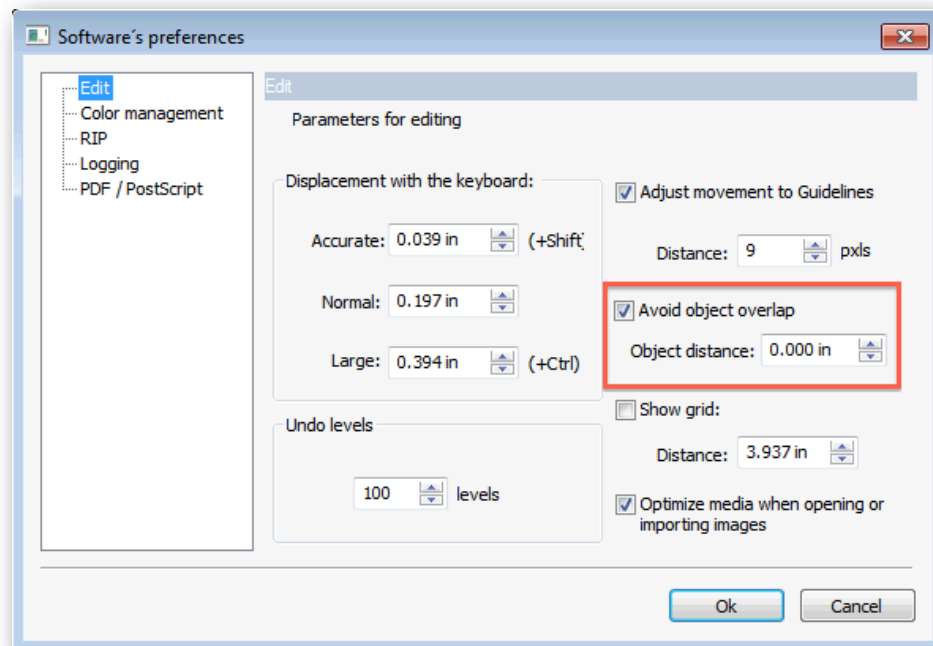 Software´s preferences
Edit
Color management
RIP
Logging
PDF / PostScript
Edit
Parameters for editing
Displacement with the keyboard:
Accurate: 0.039 in (+Shift)
Normal: 0.197 in
Large: 0.394 in (+Ctrl)
Undo levels
100 levels
Adjust movement to Guidelines
Distance: 9 pxls
Avoid object overlap
Object distance: 0.000 in
Show grid:
Distance: 3.937 in
Optimize media when opening or
importing images
Ok Cancel